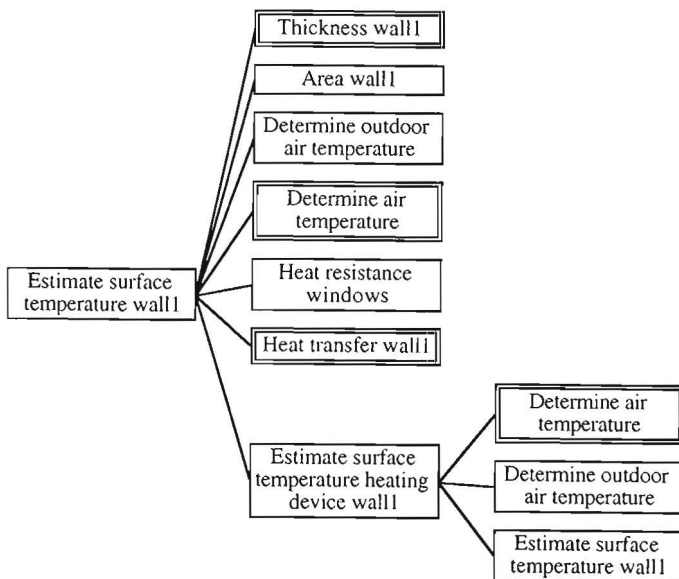 Thickness wall1
Area wall1
Determine outdoor
air temperature
Determine air
temperature
Estimate surface
temperature wall1
Heat resistance
windows
Heat transfer wall1
Estimate surface
temperature heating
device wall1
Determine air
temperature
Determine outdoor
air temperature
Estimate surface
temperature wall1